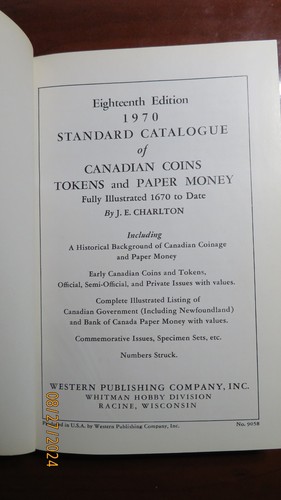 Eighteenth Edition
1970
STANDARD CATALOGUE
of
CANADIAN COINS
TOKENS and PAPER MONEY
Fully Illustrated 1670 to Date
By J. E. CHARLTON
Including
A Historical Background of Canadian Coinage
and Paper Money
Early Canadian Coins and Tokens,
Official, Semi-Official, and Private Issues with values.
Complete Illustrated Listing of
Canadian Government (Including Newfoundland)
and Bank of Canada Paper Money with values.
Commemorative Issues, Specimen Sets, etc.
Numbers Struck.
WESTERN PUBLISHING COMPANY, INC.
WHITMAN HOBBY DIVISION
RACINE, WISCONSIN
Printed in U.S.A. by Western Publishing Company, Inc.
No. 9058
08/27/2024